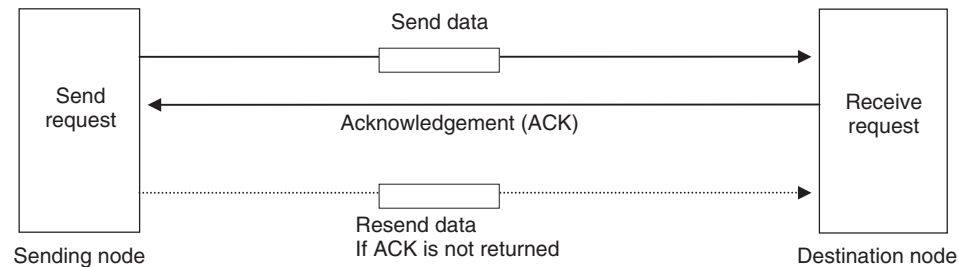 Send data
Send
request
Acknowledgement (ACK)
Receive
request
Resend data
If ACK is not returned
Sending node
Destination node